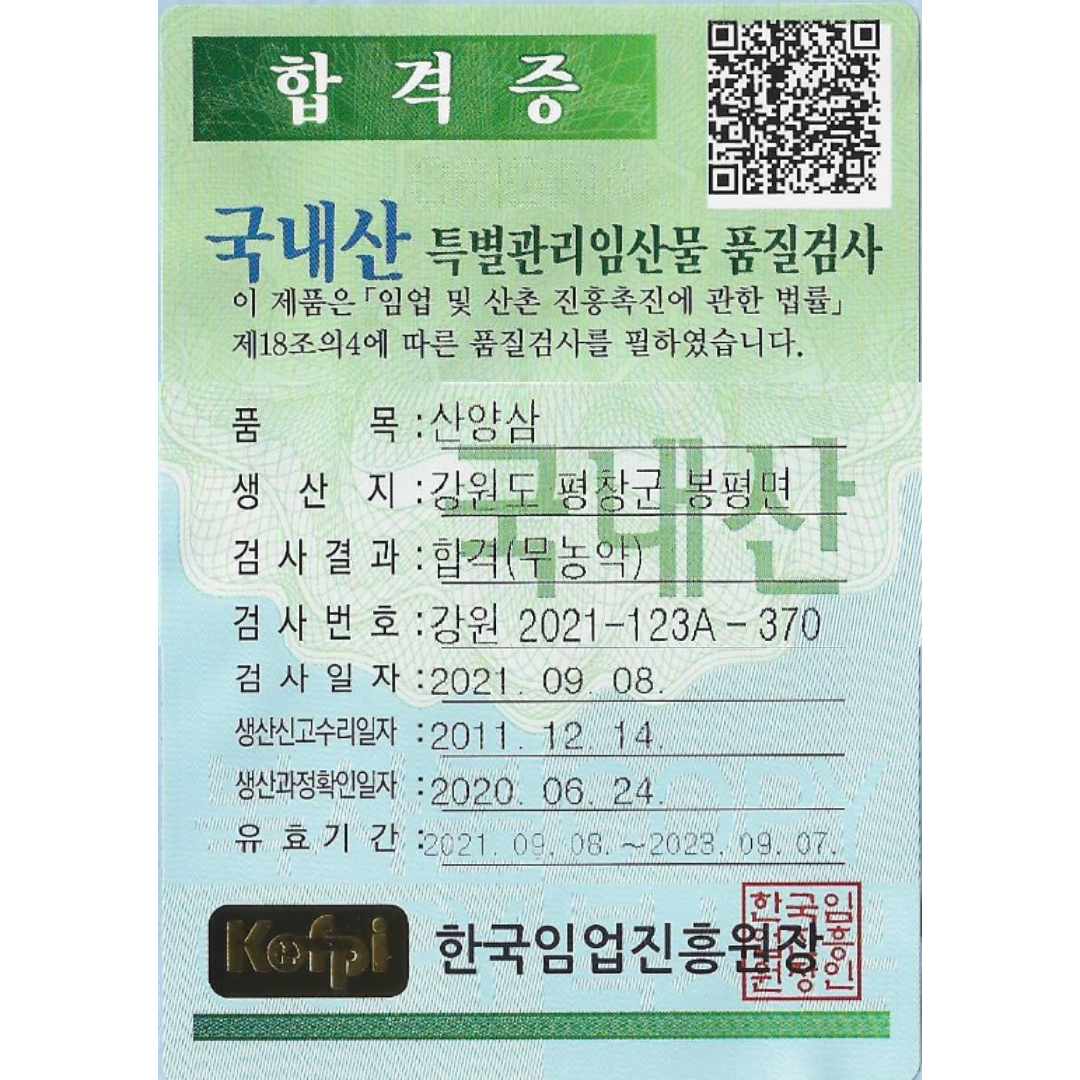 합격증
국내산 특별관리임산물 품질검사
이 제품은 「임업 및 산촌 진흥촉진에 관한 법률」
제18조의4에 따른 품질검사를 필하였습니다.
국내산
품 목 : 산양삼
생 산 지 : 강원도 평창군 봉평면
검 사 결 과 : 합격(무농약)
검 사 번 호 : 강원 2021-123A-370
검 사 일 자 : 2021. 09. 08.
생산신고수리일자 : 2011. 12. 14.
생산과정확인일자 : 2020. 06. 24.
유 효 기 간 : 2021. 09. 08. ~2023. 09. 07.
Kofpi 한국임업진흥원장